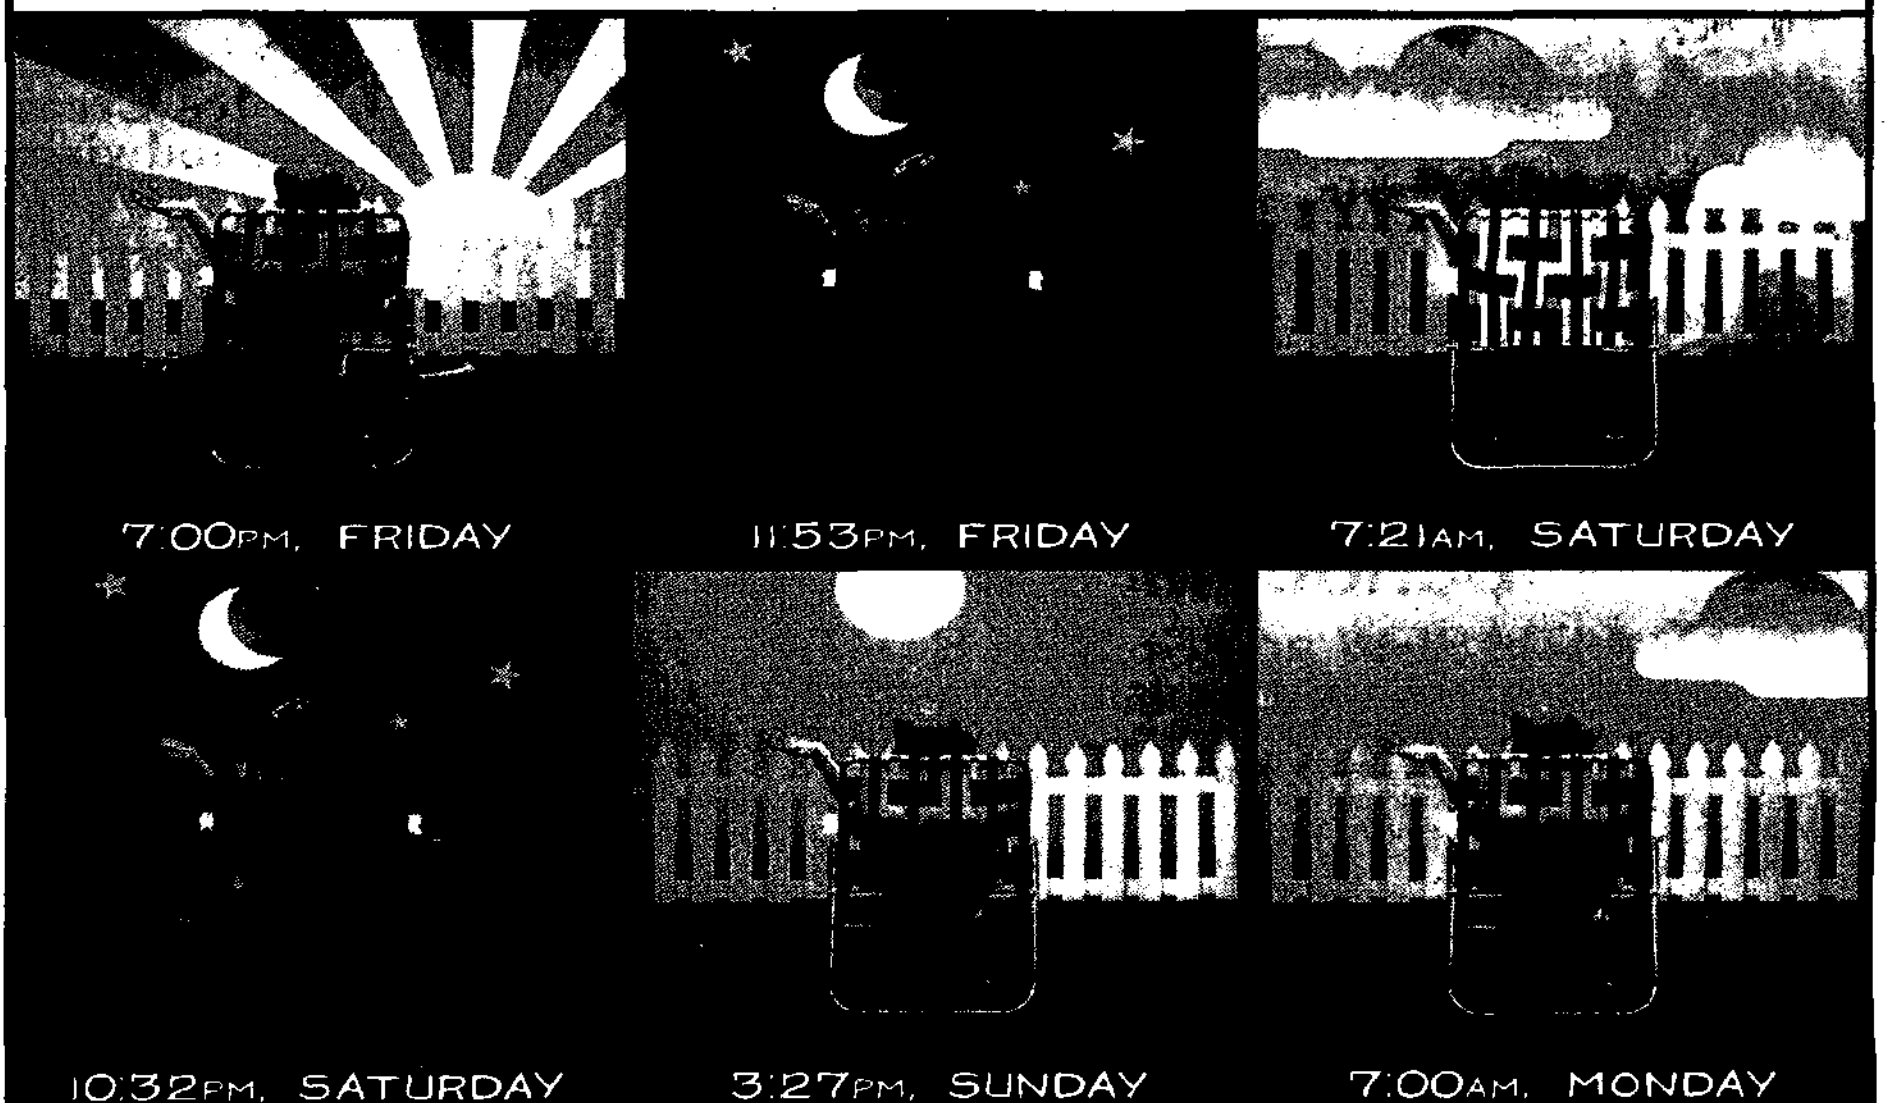 7:00PM, FRIDAY
11:53PM, FRIDAY
7:21AM, SATURDAY
10:32PM, SATURDAY
3:27PM, SUNDAY
7:00AM, MONDAY